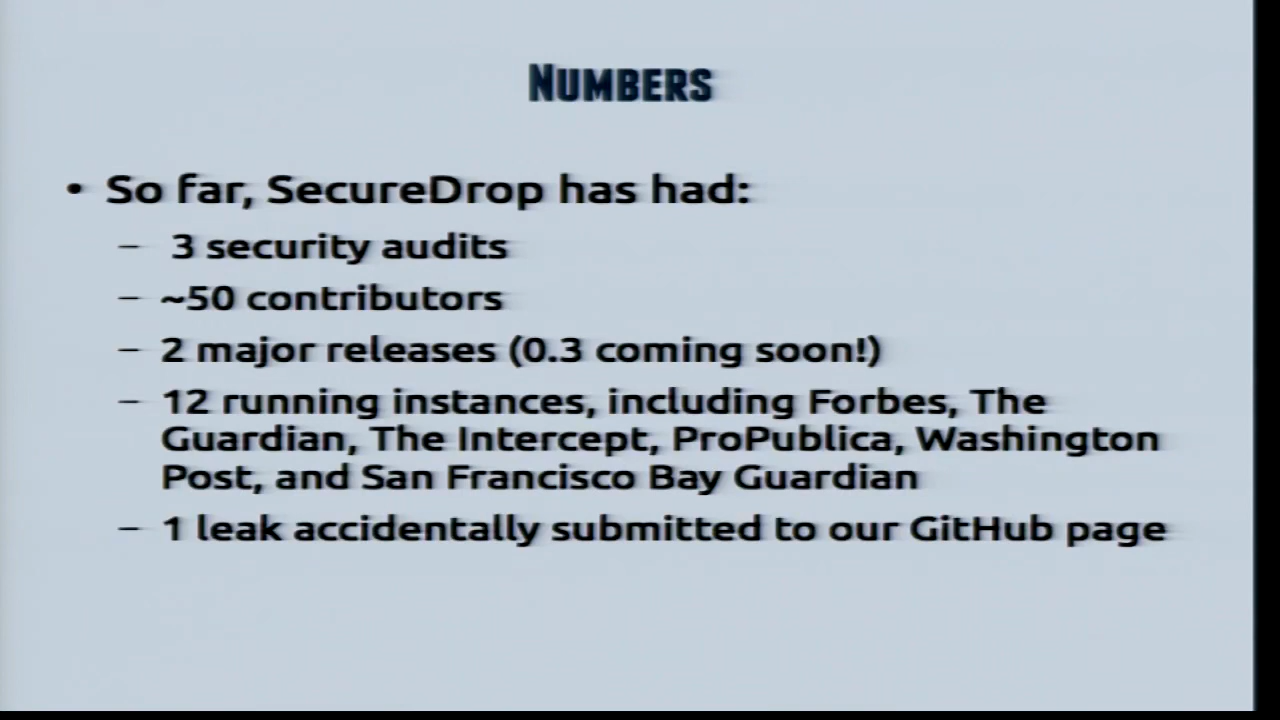 NUMBERS
• So far, SecureDrop has had:
– 3 security audits
– ~50 contributors
– 2 major releases (0.3 coming soon!)
– 12 running instances, including Forbes, The
Guardian, The Intercept, ProPublica, Washington
Post, and San Francisco Bay Guardian
– 1 leak accidentally submitted to our GitHub page